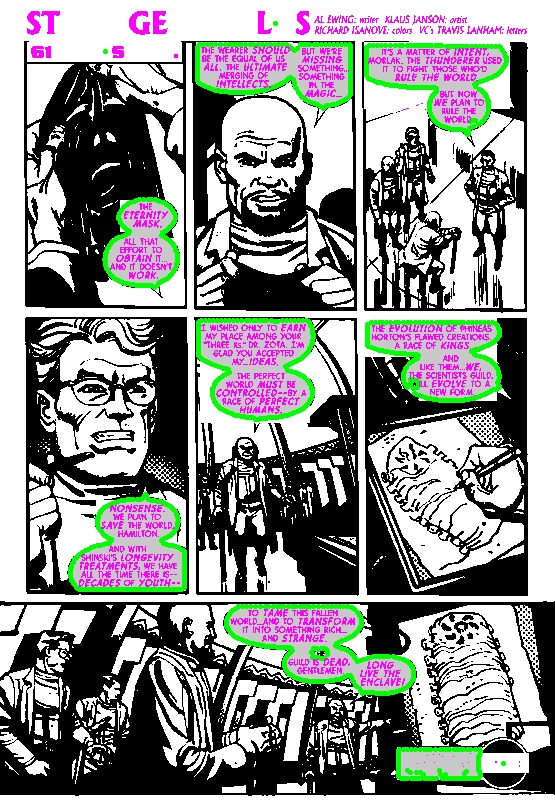 ST GE L S
AL EWING: writer KLAUS JANSON: artist
RICHARD ISANOVE: colors VC's TRAVIS LANHAM: letters
61 S
THE
ETERNITY
MASK.
ALL THAT
EFFORT TO
OBTAIN IT...
AND IT DOESN'T
WORK.
THE WEARER SHOULD
BE THE EQUAL OF US
ALL. THE ULTIMATE
MERGING OF
INTELLECTS.
BUT WE'RE
MISSING
SOMETHING...
SOMETHING
IN THE
MAGIC...
IT'S A MATTER OF INTENT,
MORLAK. THE THUNDERER USED
IT TO FIGHT THOSE WHO'D
RULE THE WORLD.
BUT NOW
WE PLAN TO
RULE THE
WORLD.
NONSENSE.
WE PLAN TO
SAVE THE WORLD,
HAMILTON.
AND WITH
SHINSKI'S LONGEVITY
TREATMENTS, WE HAVE
ALL THE TIME THERE IS--
DECADES OF YOUTH--
I WISHED ONLY TO EARN
MY PLACE AMONG YOUR
"THREE Xs," DR. ZOTA. I'M
GLAD YOU ACCEPTED
MY...IDEAS.
THE PERFECT
WORLD MUST BE
CONTROLLED--BY A
RACE OF PERFECT
HUMANS.
THE EVOLUTION OF PHINEAS
HORTON'S FLAWED CREATIONS.
A RACE OF KINGS.
AND
LIKE THEM...WE,
THE SCIENTISTS GUILD,
WILL EVOLVE TO A
NEW FORM.
TO TAME THIS FALLEN
WORLD...AND TO TRANSFORM
IT INTO SOMETHING RICH...
AND STRANGE.
THE
GUILD IS DEAD,
GENTLEMEN.
LONG
LIVE THE
ENCLAVE!